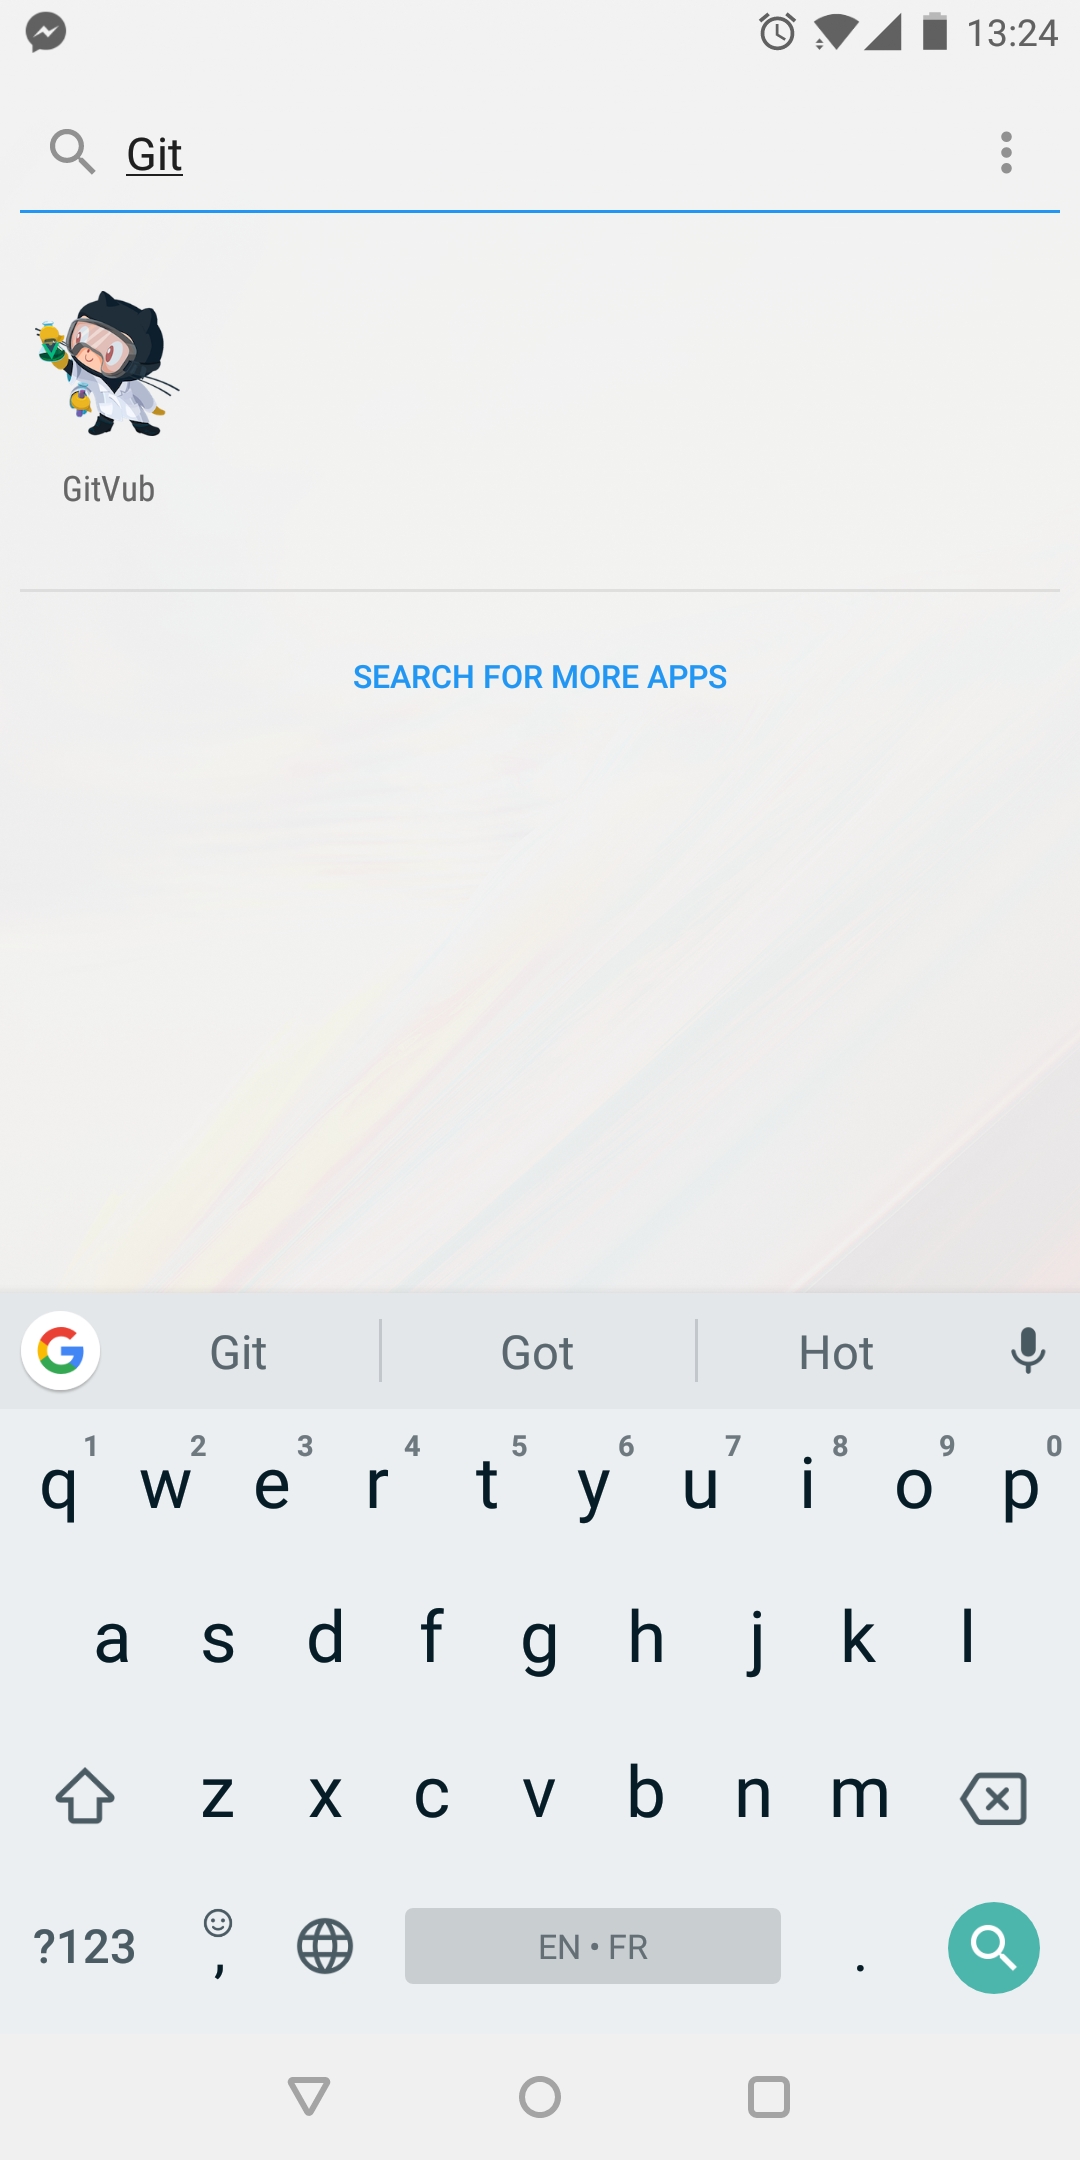 13:24
Git
GitVub
SEARCH FOR MORE APPS
Git Got Hot
1 2 3 4 5 6 7 8 9 0
q w e r t y u i o p
a s d f g h j k l
z x c v b n m
?123 , EN • FR .